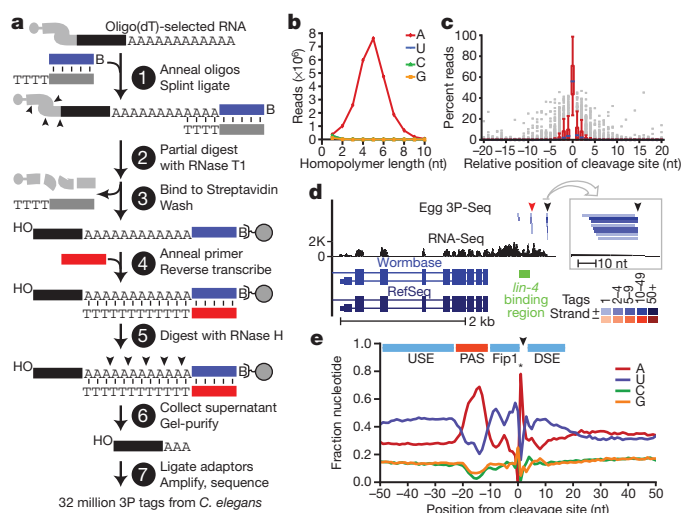 a
Oligo(dT)-selected RNA
AAAAAAAAAAAA
B
TTTT
1 Anneal oligos
Splint ligate
AAAAAAAAAAAA B
TTTT
2 Partial digest
with RNase T1
3 Bind to Streptavidin
Wash
TTTT
HO AAAAAAAAAAAA B
4 Anneal primer
Reverse transcribe
HO AAAAAAAAAAAA B
TTTTTTTTTTTT
5 Digest with RNase H
HO AAAAAAAAAAAA B
TTTTTTTTTTTT
6 Collect supernatant
Gel-purify
HO AAA
7 Ligate adaptors
Amplify, sequence
32 million 3P tags from C. elegans
b
Reads (×10⁶)
8
7
6
5
4
3
2
1
0
0 2 4 6 8 10
Homopolymer length (nt)
A
U
C
G
c
Percent reads
100
80
60
40
20
0
−20 −15 −10 −5 0 5 10 15 20
Relative position of cleavage site (nt)
d
Egg 3P-Seq
RNA-Seq
2K
0
Wormbase
RefSeq
lin-4
binding
region
2 kb
10 nt
Tags
Strand
+
−
1
2–4
5–9
10–49
50+
e
USE PAS Fip1 DSE
*
Fraction nucleotide
1.0
0.8
0.6
0.4
0.2
0.0
−50 −40 −30 −20 −10 0 10 20 30 40 50
Position from cleavage site (nt)
A
U
C
G